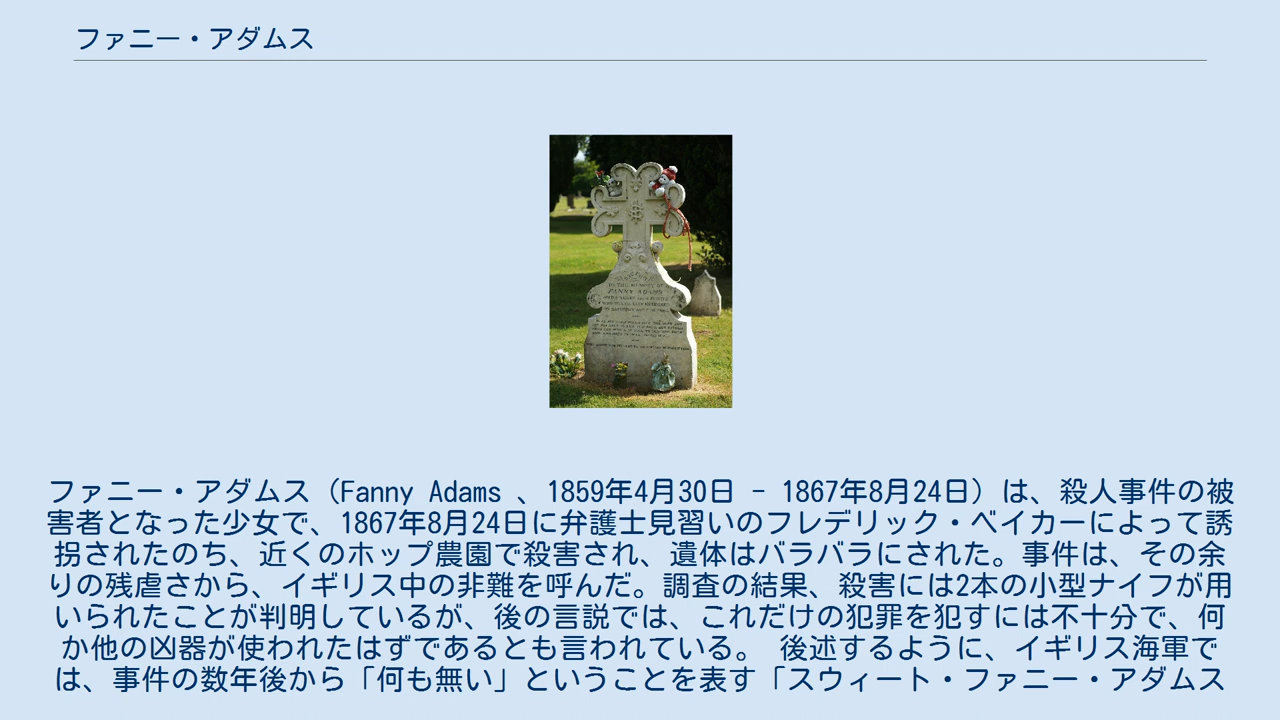 ファニー・アダムス
FANNY ADAMS
ファニー・アダムス（Fanny Adams 、1859年4月30日 - 1867年8月24日）は、殺人事件の被
害者となった少女で、1867年8月24日に弁護士見習いのフレデリック・ベイカーによって誘
拐されたのち、近くのホップ農園で殺害され、遺体はバラバラにされた。事件は、その余
りの残虐さから、イギリス中の非難を呼んだ。調査の結果、殺害には2本の小型ナイフが用
いられたことが判明しているが、後の言説では、これだけの犯罪を犯すには不十分で、何
か他の凶器が使われたはずであるとも言われている。 後述するように、イギリス海軍で
は、事件の数年後から「何も無い」ということを表す「スウィート・ファニー・アダムス